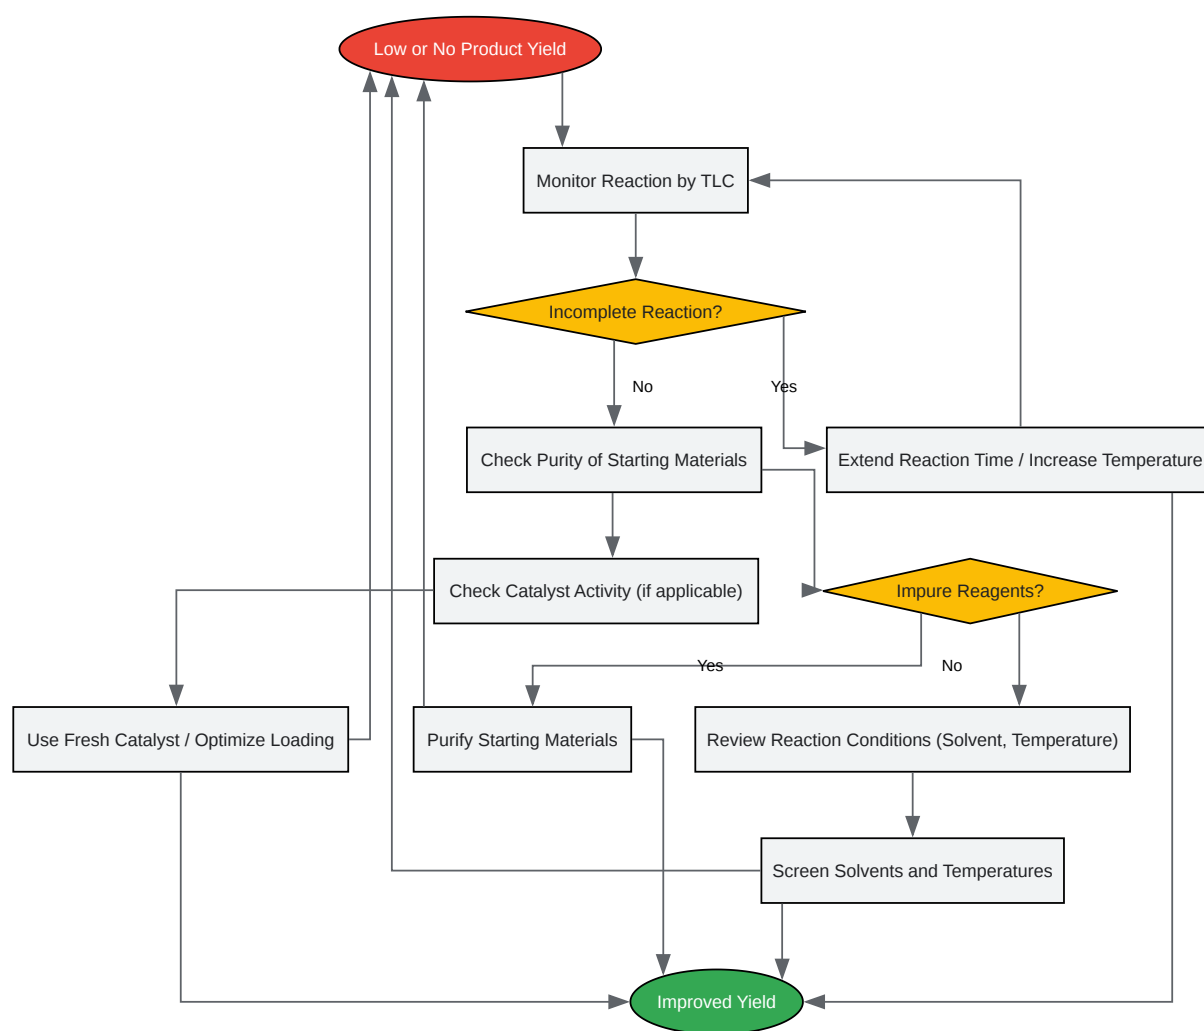 Low or No Product Yield
Monitor Reaction by TLC
Incomplete Reaction?
No
Yes
Check Purity of Starting Materials
Extend Reaction Time / Increase Temperature
Check Catalyst Activity (if applicable)
Impure Reagents?
Yes
No
Use Fresh Catalyst / Optimize Loading
Purify Starting Materials
Review Reaction Conditions (Solvent, Temperature)
Screen Solvents and Temperatures
Improved Yield